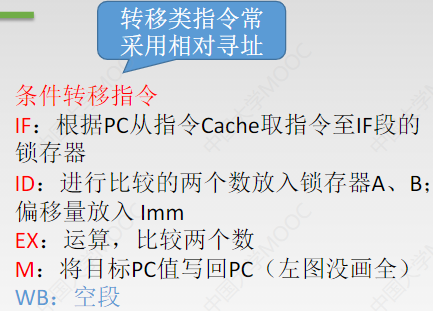 转移类指令常
采用相对寻址
条件转移指令
IF：根据PC从指令Cache取指令至IF段的
锁存器
ID：进行比较的两个数放入锁存器A、B；
偏移量放入 Imm
EX：运算，比较两个数
M：将目标PC值写回PC（左图没画全）
WB：空段